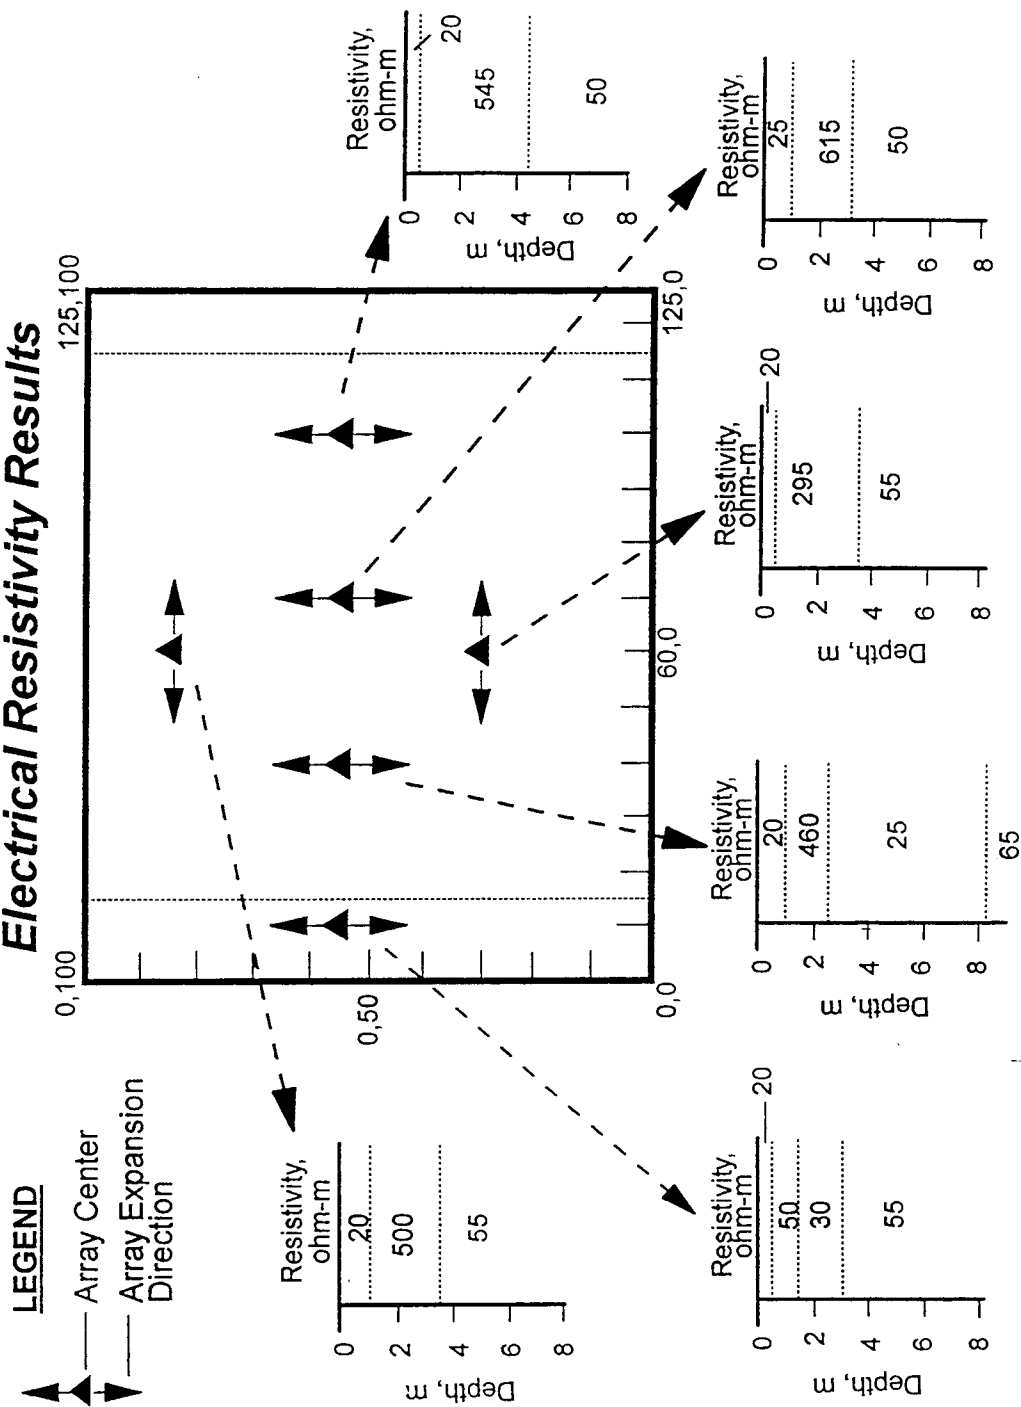 Electrical Resistivity Results
LEGEND
Array Center
Array Expansion
Direction
0,100
125,100
0,50
0,0
60,0
125,0
Resistivity,
ohm-m
20
500
55
0
2
4
6
8
Depth, m
Resistivity,
ohm-m
20
545
50
0
2
4
6
8
Depth, m
Resistivity,
ohm-m
20
50
30
55
0
2
4
6
8
Depth, m
Resistivity,
ohm-m
20
460
25
65
0
2
4
6
8
Depth, m
Resistivity,
ohm-m
20
295
55
0
2
4
6
8
Depth, m
Resistivity,
ohm-m
25
615
50
0
2
4
6
8
Depth, m